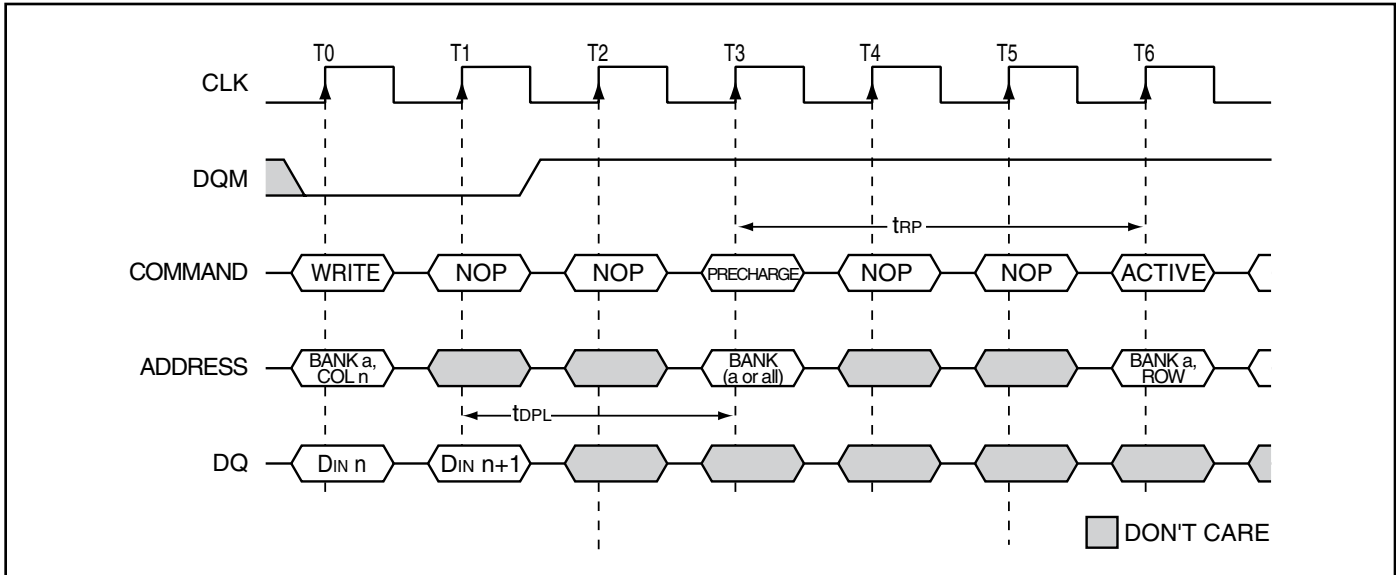 T0 T1 T2 T3 T4 T5 T6
CLK
DQM
tRP
COMMAND WRITE NOP NOP PRECHARGE NOP NOP ACTIVE
ADDRESS BANK a, COL n BANK (a or all) BANK a, ROW
tDPL
DQ DIN n DIN n+1
DON'T CARE